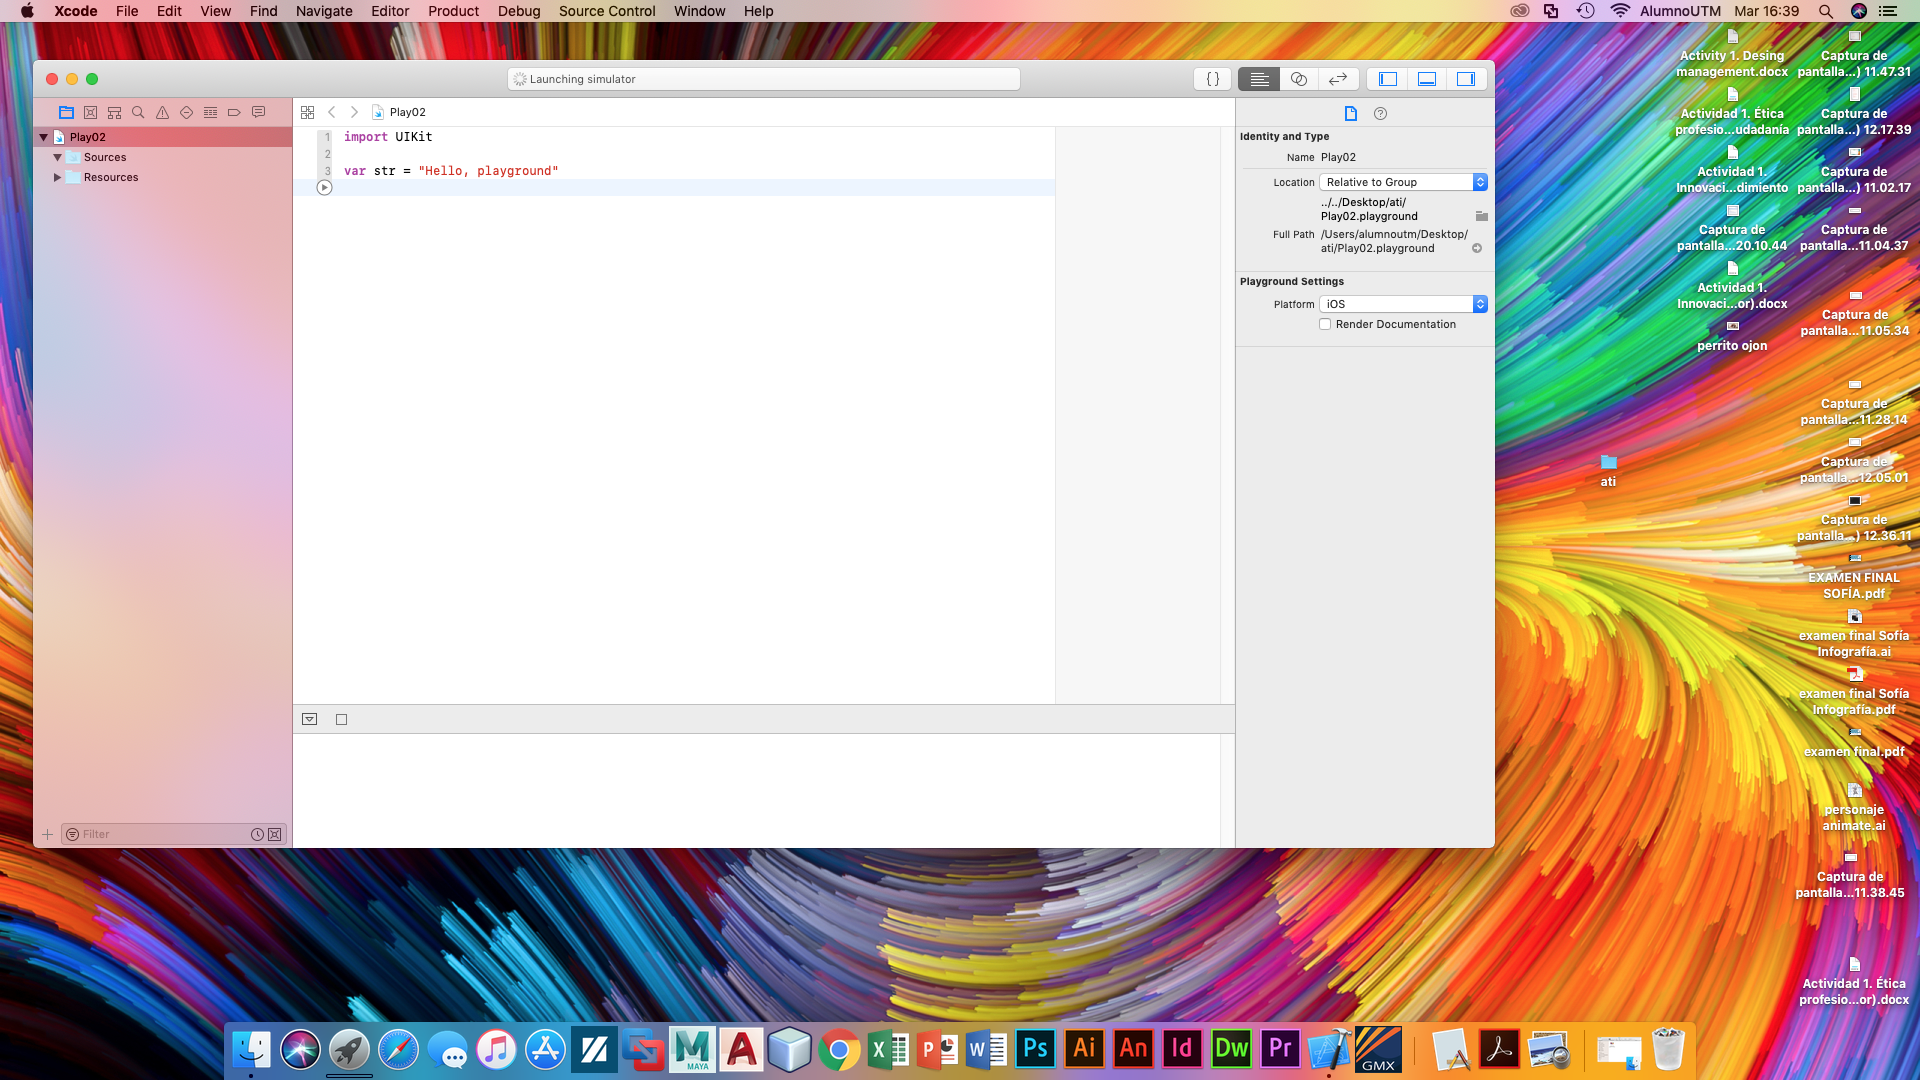 Xcode File Edit View Find Navigate Editor Product Debug Source Control Window Help
AlumnoUTM Mar 16:39
Launching simulator
{ }
Play02
Sources
Resources
Filter
Play02
1 import UIKit
2
3 var str = "Hello, playground"
Identity and Type
Name Play02
Location Relative to Group
../../Desktop/ati/
Play02.playground
Full Path /Users/alumnoutm/Desktop/
ati/Play02.playground
Playground Settings
Platform iOS
Render Documentation
ati
Activity 1. Desing
management.docx
Actividad 1. Ética
profesio...udadanía
Actividad 1.
Innovaci...dimiento
Captura de
pantalla...20.10.44
Actividad 1.
Innovaci...or).docx
perrito ojon
Captura de
pantalla...) 11.47.31
Captura de
pantalla...) 12.17.39
Captura de
pantalla...) 11.02.17
Captura de
pantalla...11.04.37
Captura de
pantalla...11.05.34
Captura de
pantalla...11.28.14
Captura de
pantalla...12.05.01
Captura de
pantalla...) 12.36.11
EXAMEN FINAL
SOFÍA.pdf
examen final Sofía
Infografía.ai
examen final Sofía
Infografía.pdf
examen final.pdf
personaje
animate.ai
Captura de
pantalla...11.38.45
Actividad 1. Ética
profesio...or).docx
M MAYA A X P W Ps Ai An Id Dw Pr GMX